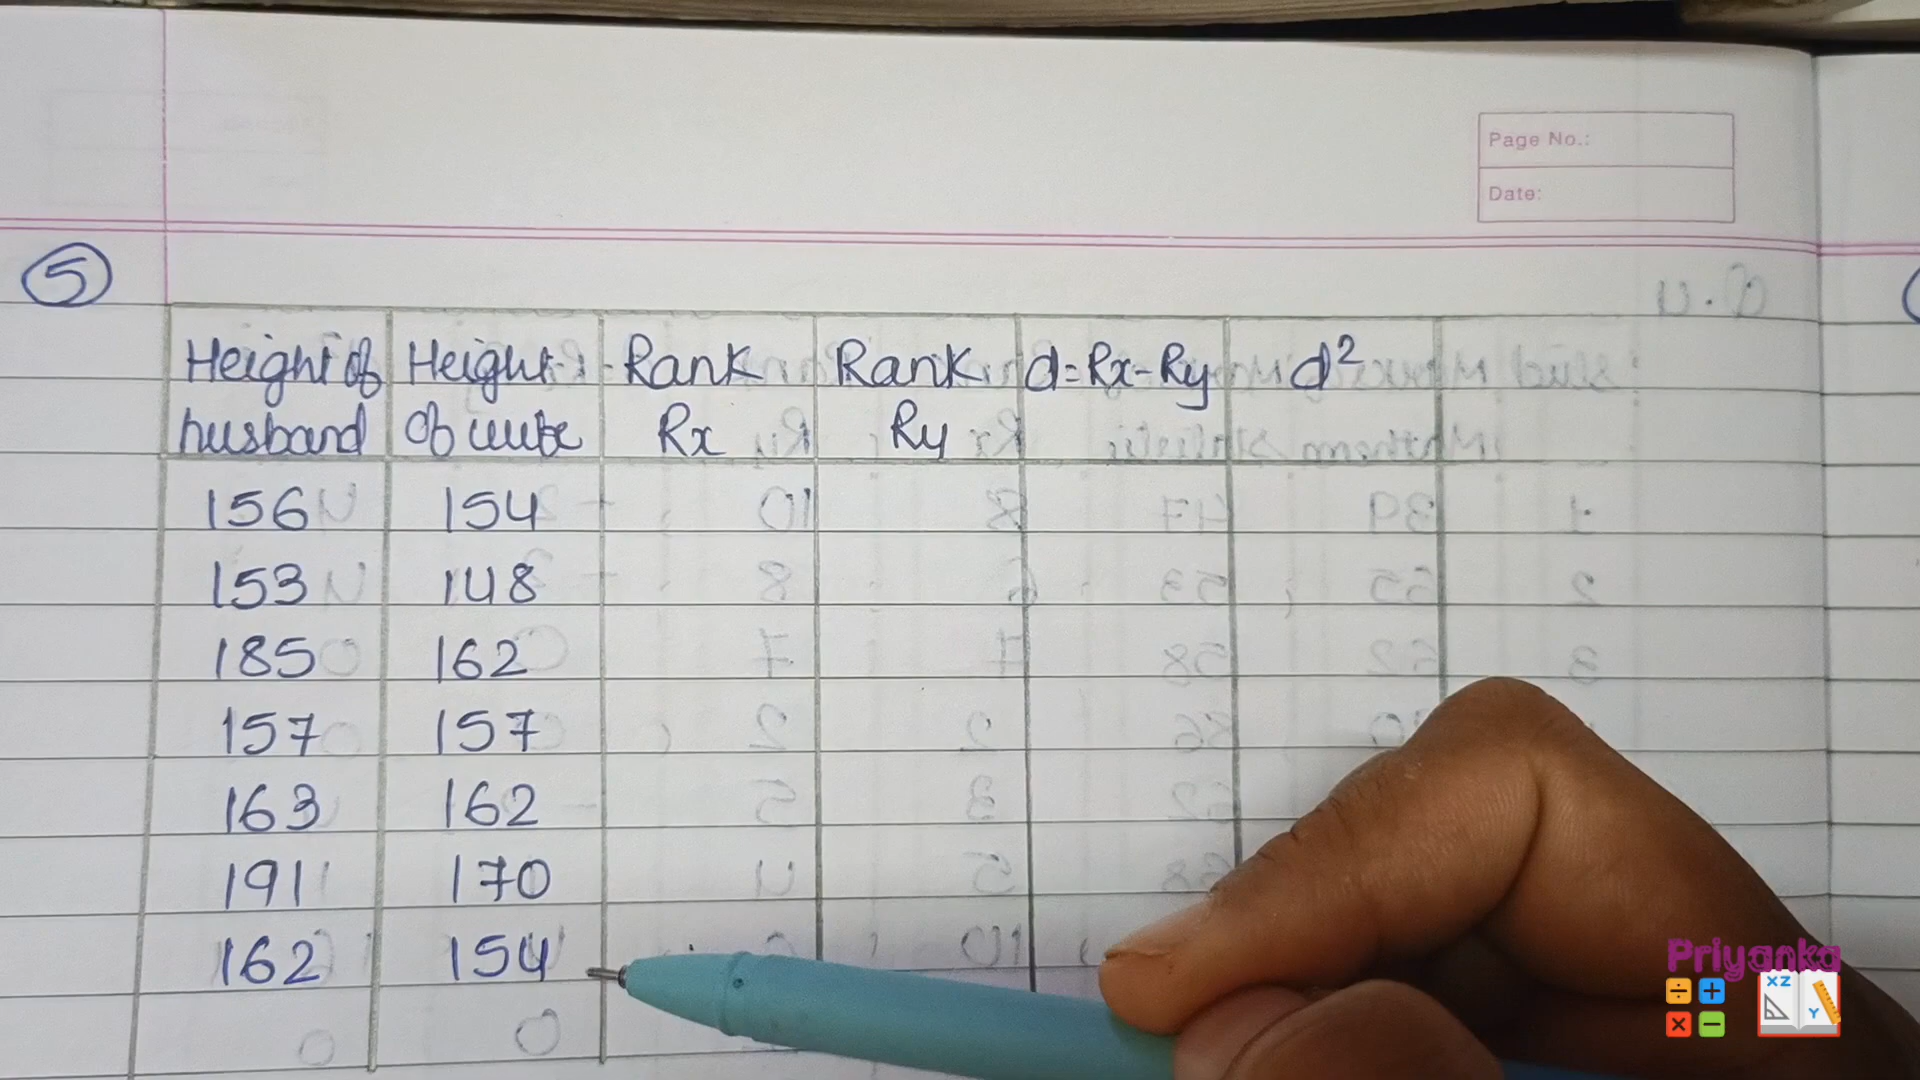 Page No.:
Date:
5
Height of husband Height of wife Rank Rx Rank Ry d=Rx-Ry d²
156 154
153 148
185 162
157 157
163 162
191 170
162 154
Priyanka
XZ
Y